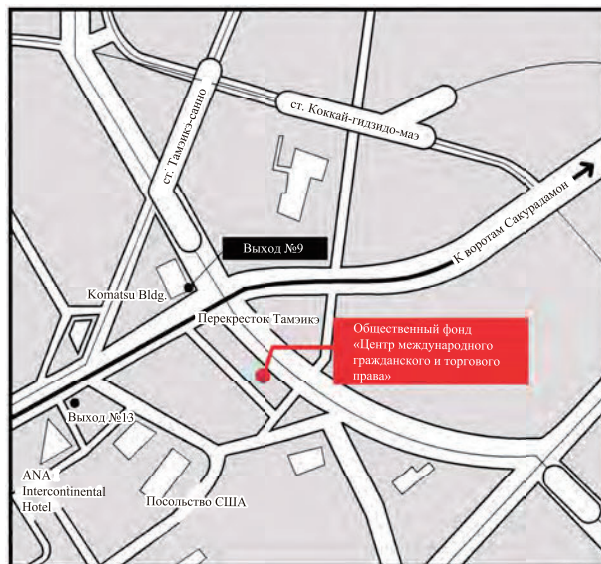 ст. Коккай-гидзидо-маэ
ст. Тамэикэ-санно
К воротам Сакурадамон
Выход №9
Komatsu Bldg.
Перекресток Тамэикэ
Общественный фонд
«Центр международного
гражданского и торгового
права»
Выход №13
ANA
Intercontinental
Hotel
Посольство США